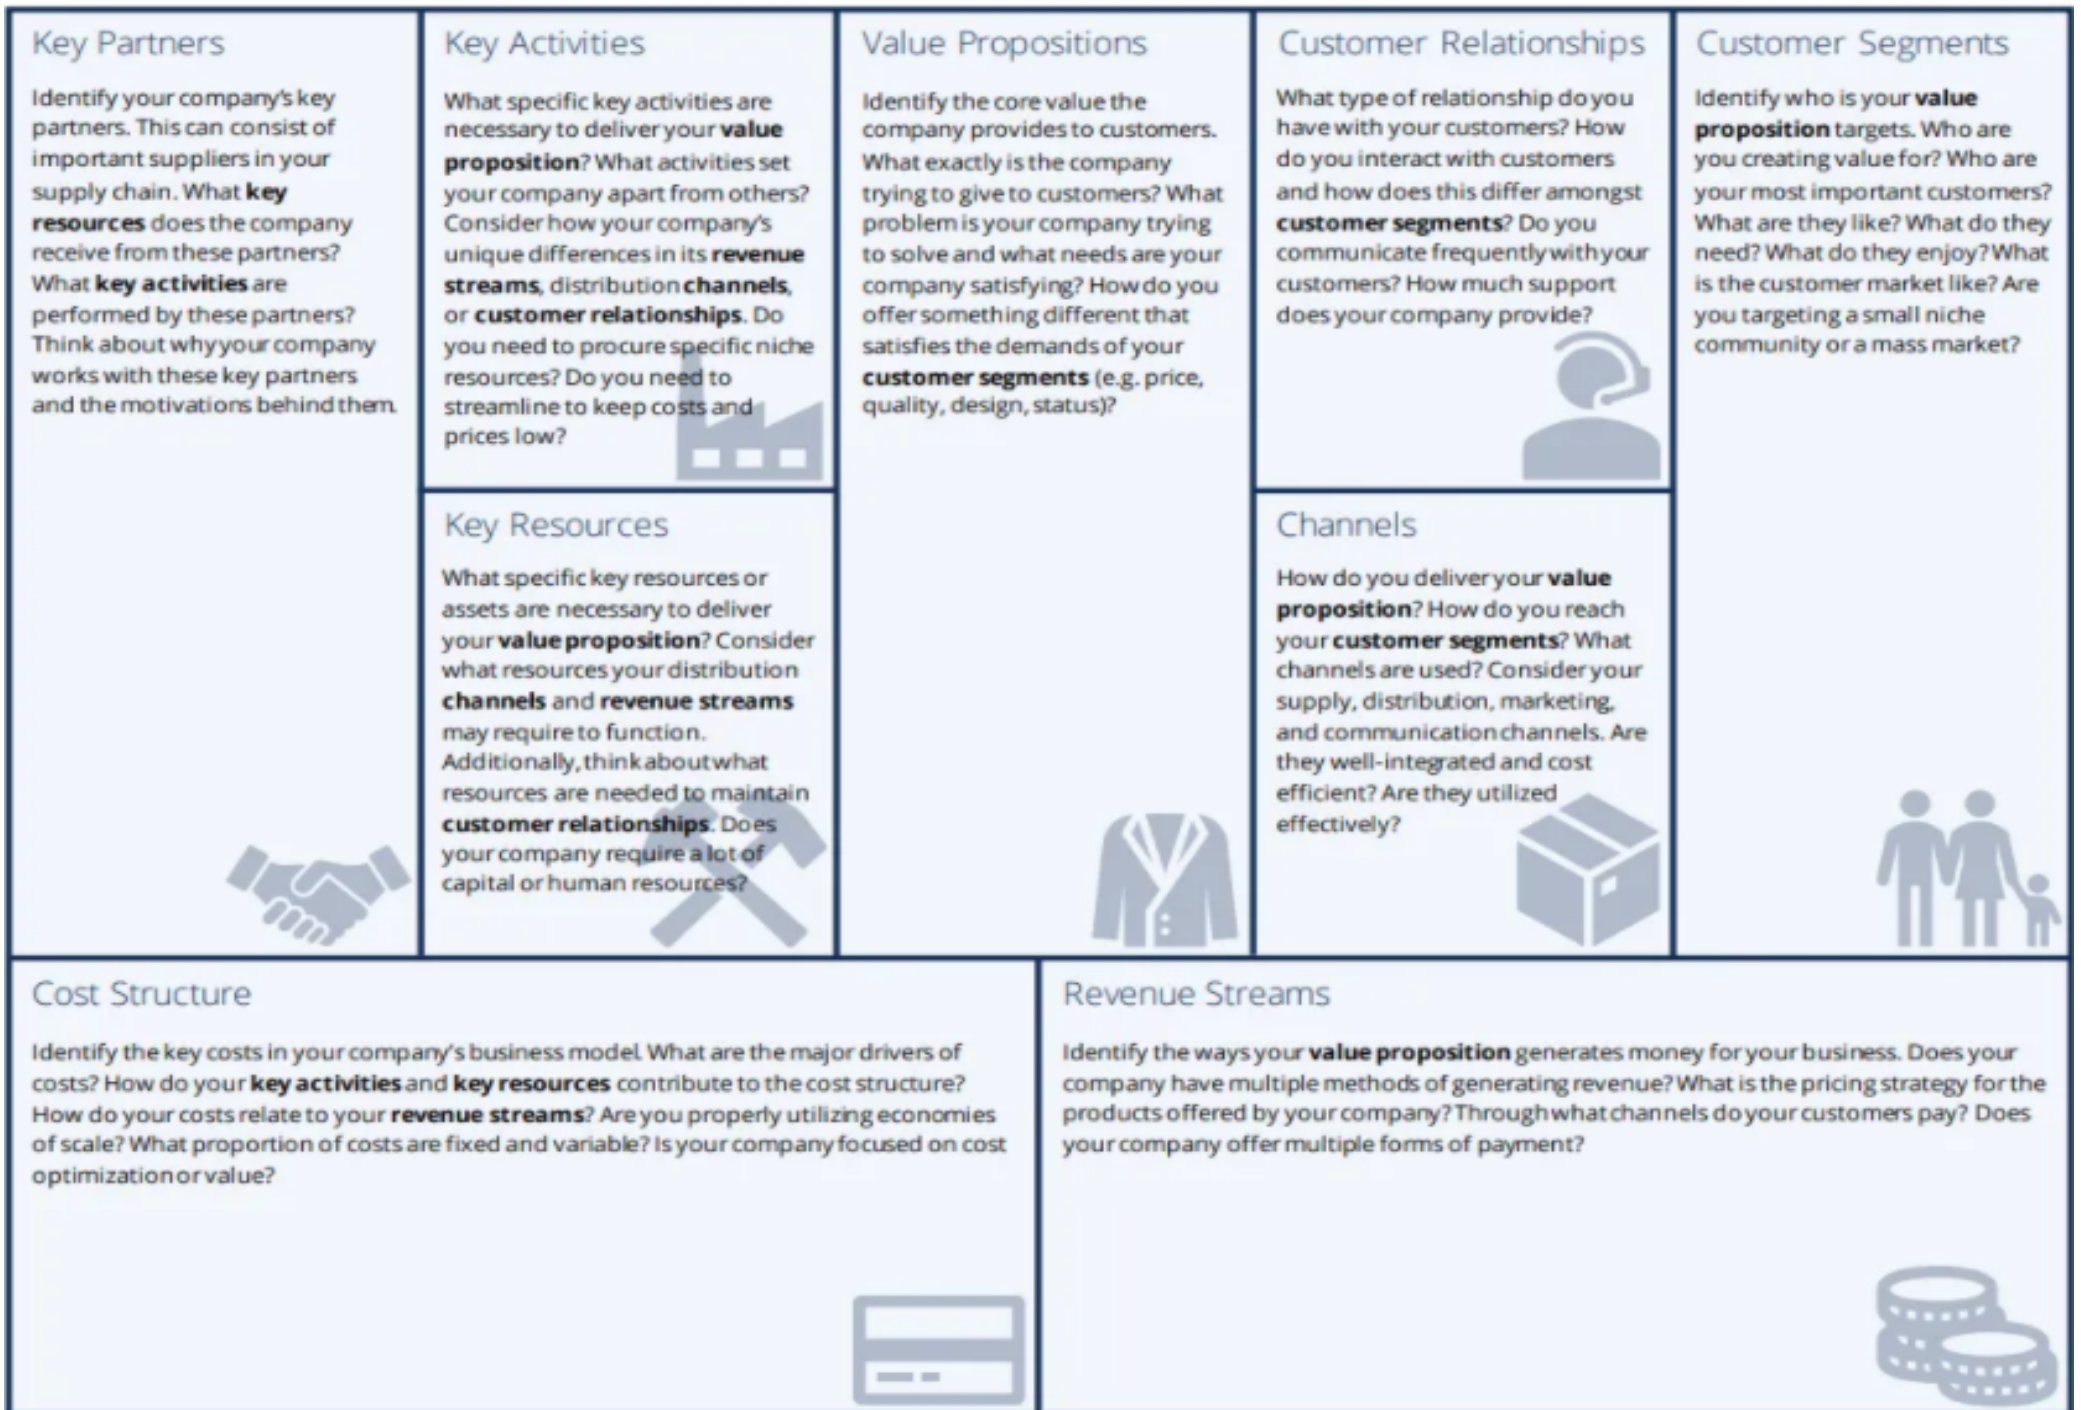 Key Partners
Identify your company's key
partners. This can consist of
important suppliers in your
supply chain. What key
resources does the company
receive from these partners?
What key activities are
performed by these partners?
Think about why your company
works with these key partners
and the motivations behind them.
Key Activities
What specific key activities are
necessary to deliver your value
proposition? What activities set
your company apart from others?
Consider how your company's
unique differences in its revenue
streams, distribution channels,
or customer relationships. Do
you need to procure specific niche
resources? Do you need to
streamline to keep costs and
prices low?
Key Resources
What specific key resources or
assets are necessary to deliver
your value proposition? Consider
what resources your distribution
channels and revenue streams
may require to function.
Additionally, think about what
resources are needed to maintain
customer relationships. Does
your company require a lot of
capital or human resources?
Value Propositions
Identify the core value the
company provides to customers.
What exactly is the company
trying to give to customers? What
problem is your company trying
to solve and what needs are your
company satisfying? How do you
offer something different that
satisfies the demands of your
customer segments (e.g. price,
quality, design, status)?
Customer Relationships
What type of relationship do you
have with your customers? How
do you interact with customers
and how does this differ amongst
customer segments? Do you
communicate frequently with your
customers? How much support
does your company provide?
Channels
How do you deliver your value
proposition? How do you reach
your customer segments? What
channels are used? Consider your
supply, distribution, marketing,
and communication channels. Are
they well-integrated and cost
efficient? Are they utilized
effectively?
Customer Segments
Identify who is your value
proposition targets. Who are
you creating value for? Who are
your most important customers?
What are they like? What do they
need? What do they enjoy? What
is the customer market like? Are
you targeting a small niche
community or a mass market?
Cost Structure
Identify the key costs in your company's business model. What are the major drivers of
costs? How do your key activities and key resources contribute to the cost structure?
How do your costs relate to your revenue streams? Are you properly utilizing economies
of scale? What proportion of costs are fixed and variable? Is your company focused on cost
optimization or value?
Revenue Streams
Identify the ways your value proposition generates money for your business. Does your
company have multiple methods of generating revenue? What is the pricing strategy for the
products offered by your company? Through what channels do your customers pay? Does
your company offer multiple forms of payment?